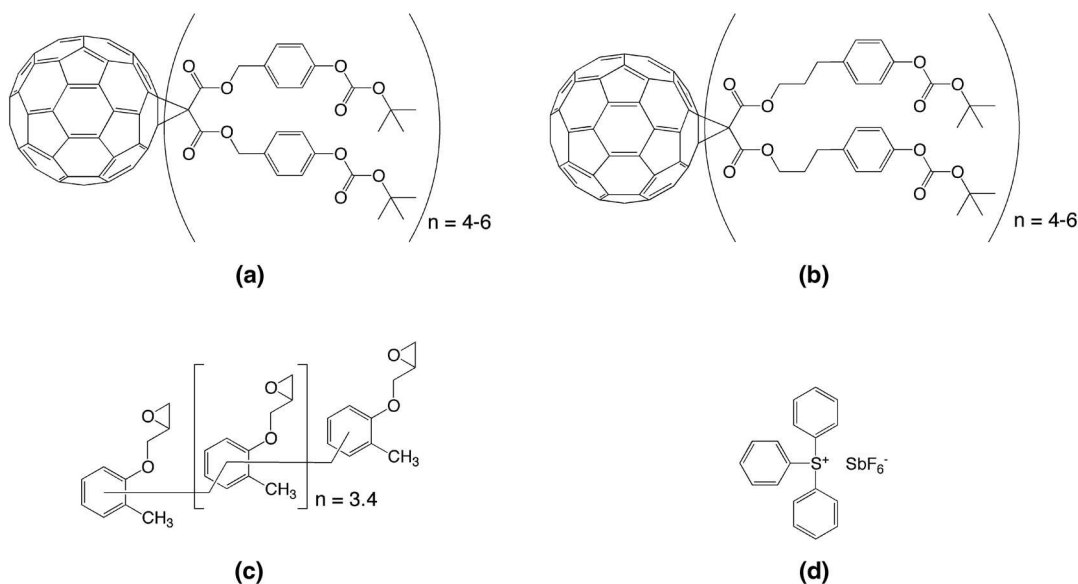 O O O O
O O O O
O O O O
n = 4-6
(a)
O O O O
O O O O
O O O O
n = 4-6
(b)
O O O
O O O
CH3 CH3 CH3
n = 3.4
(c)
S+ SbF6-
(d)